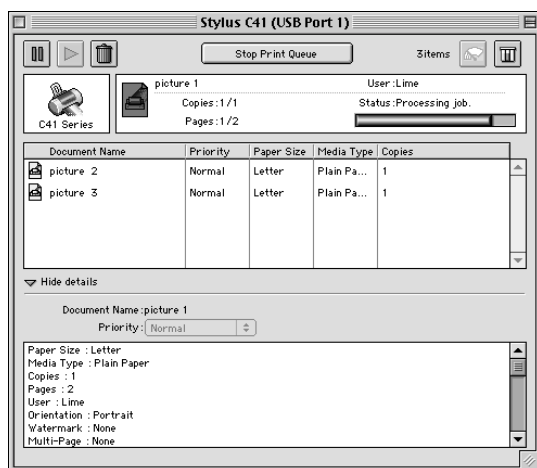 Stylus C41 (USB Port 1)
Stop Print Queue
3items
C41 Series
picture 1
User :Lime
Copies:1 /1
Status:Processing job.
Pages:1 /2
Document Name Priority Paper Size Media Type Copies
picture 2 Normal Letter Plain Pa... 1
picture 3 Normal Letter Plain Pa... 1
Hide details
Document Name :picture 1
Priority: Normal
Paper Size : Letter
Media Type : Plain Paper
Copies : 1
Pages : 2
User : Lime
Orientation : Portrait
Watermark : None
Multi-Page : None